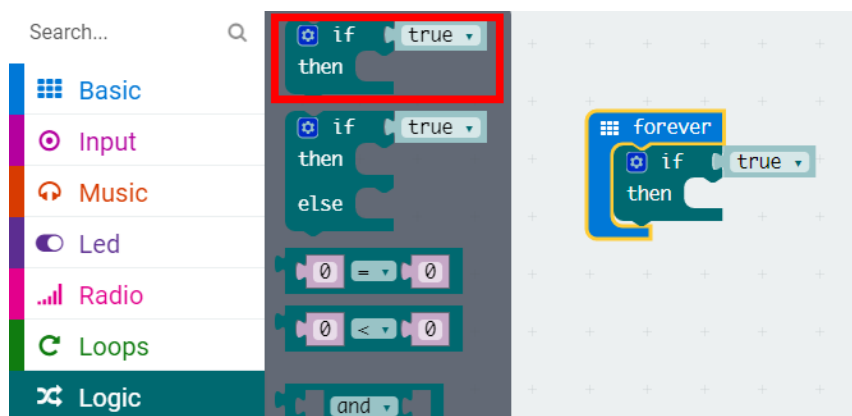 Search...
Basic
Input
Music
Led
Radio
Loops
Logic
if true
then
if true
then
else
0 = 0
0 < 0
and
forever
if true
then